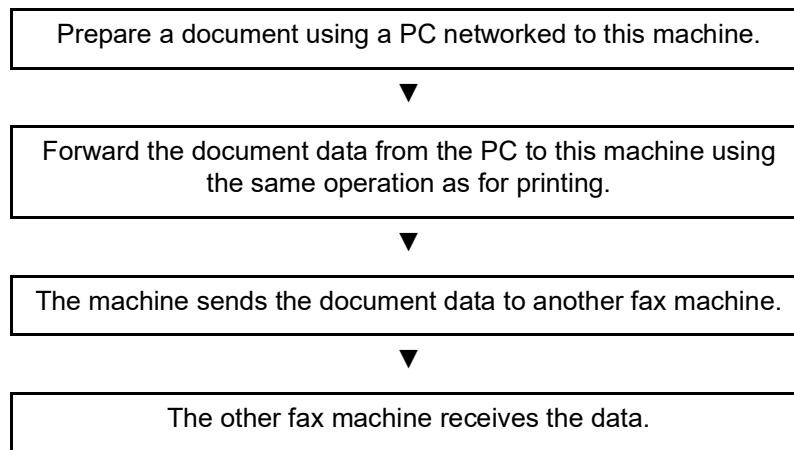 Prepare a document using a PC networked to this machine.
▼
Forward the document data from the PC to this machine using
the same operation as for printing.
▼
The machine sends the document data to another fax machine.
▼
The other fax machine receives the data.